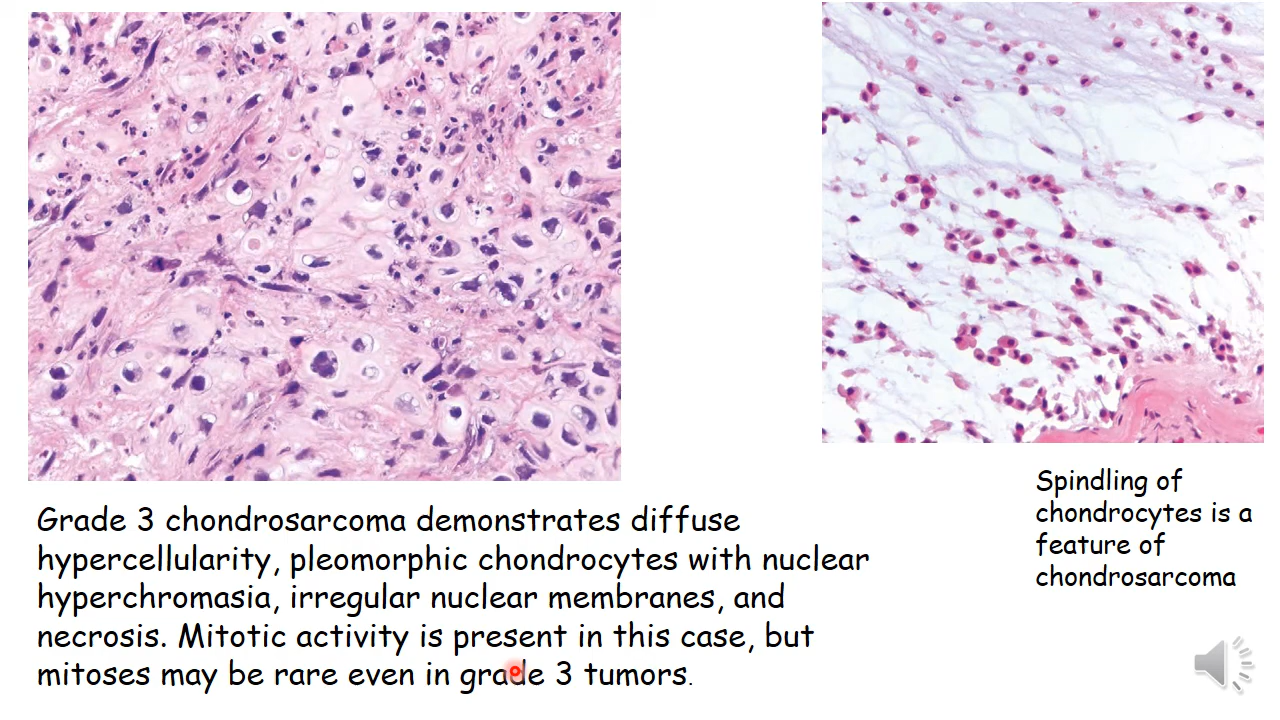 Grade 3 chondrosarcoma demonstrates diffuse
hypercellularity, pleomorphic chondrocytes with nuclear
hyperchromasia, irregular nuclear membranes, and
necrosis. Mitotic activity is present in this case, but
mitoses may be rare even in grade 3 tumors.
Spindling of
chondrocytes is a
feature of
chondrosarcoma